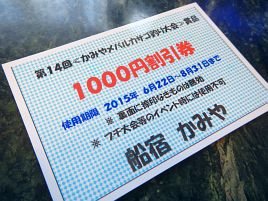 第14回<かみやメバルカサゴ釣り大会>賞品
1000円割引券
使用期限 2015年 6月22日〜8月31日まで
※ 裏面に捺印なきものは無効
※ プチ大会等のイベント時には使用不可
船宿 かみや